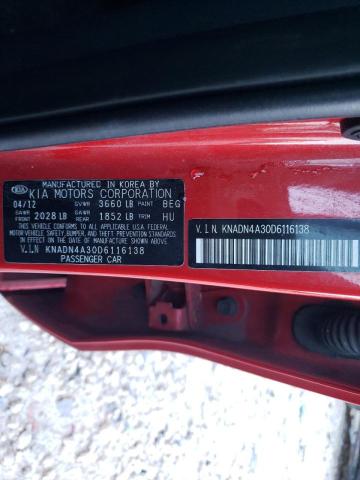 MANUFACTURED IN KOREA BY
KIA KIA MOTORS CORPORATION
04/12 GVWR 3660 LB PAINT BEG
GAWR FRONT 2028 LB GAWR REAR 1852 LB TRIM HU
THIS VEHICLE CONFORMS TO ALL APPLICABLE U.S. FEDERAL
MOTOR VEHICLE SAFETY, BUMPER, AND THEFT PREVENTION
STANDARDS IN EFFECT ON THE DATE OF MANUFACTURE
SHOWN ABOVE.
V.I.N KNADN4A30D6116138
PASSENGER CAR
V.I.N. KNADN4A30D6116138